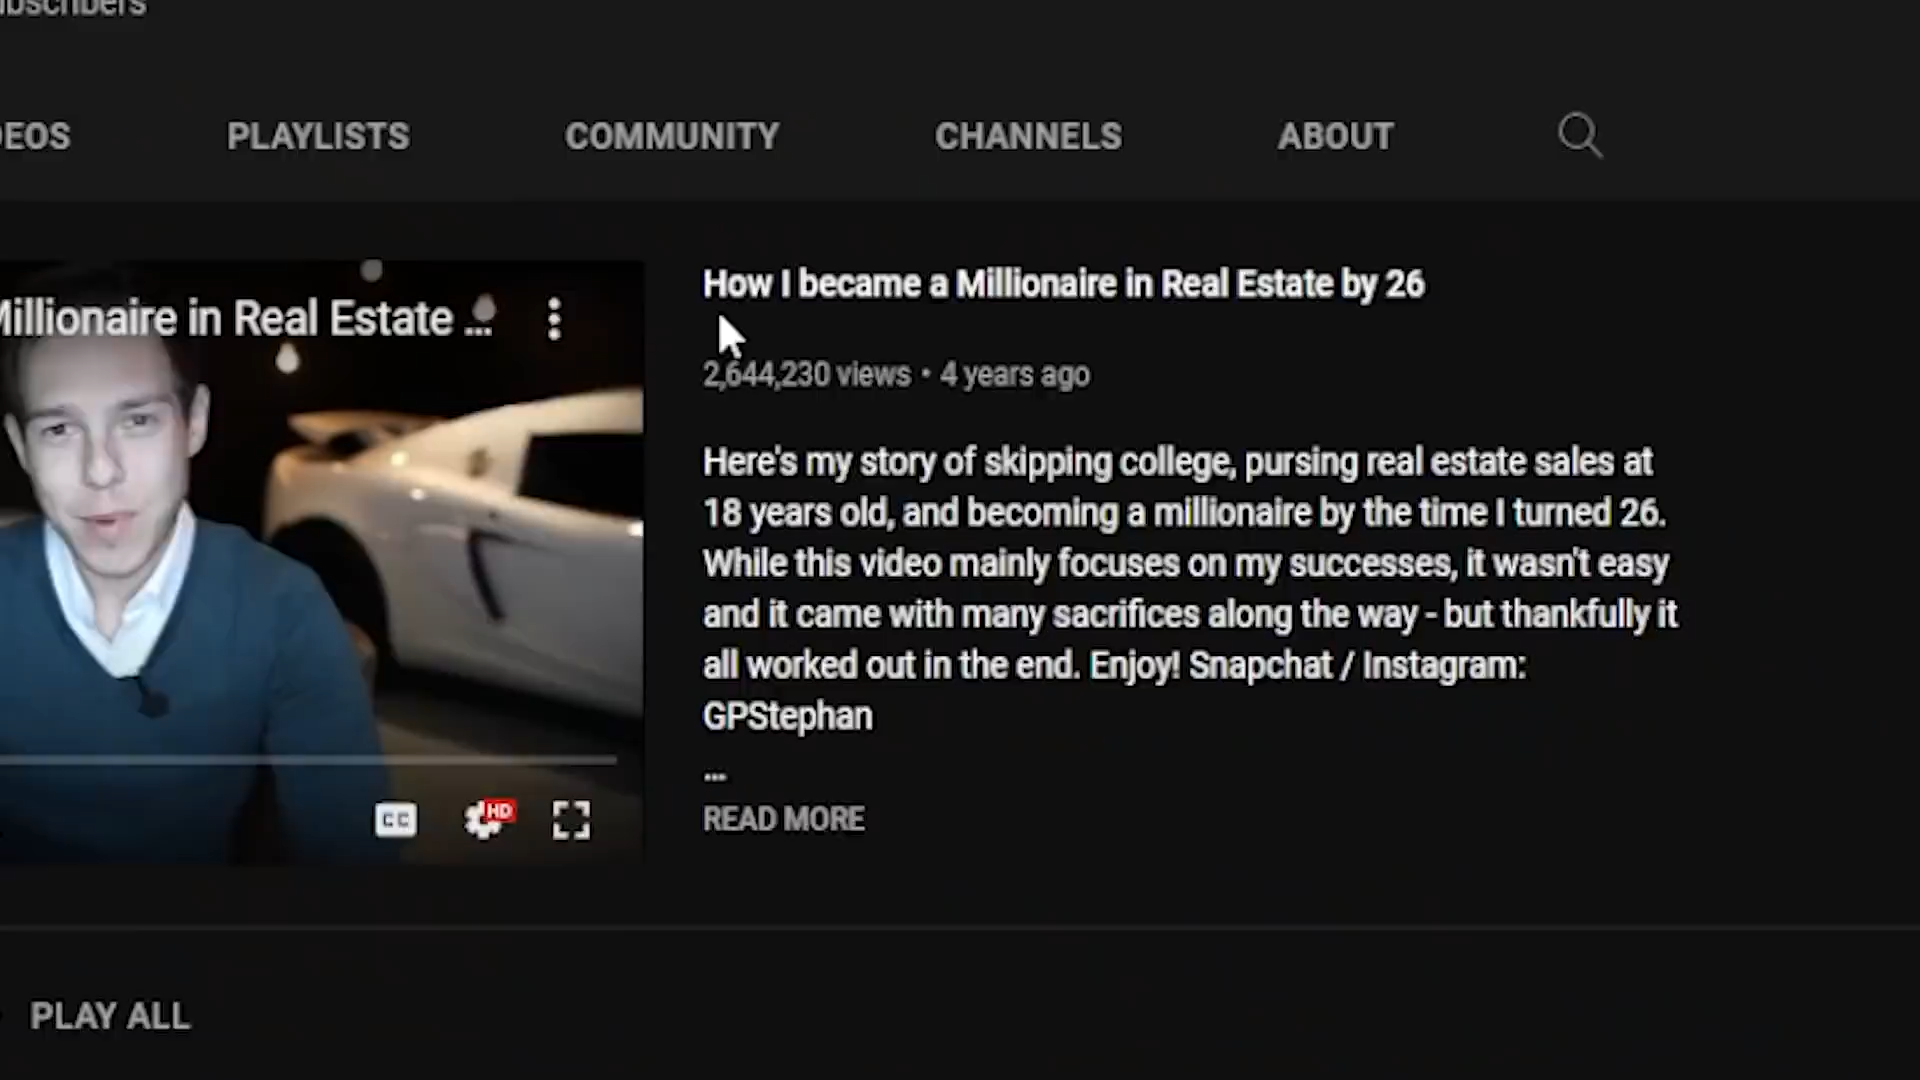 PLAYLISTS COMMUNITY CHANNELS ABOUT
How I became a Millionaire in Real Estate by 26
Millionaire in Real Estate ...
2,644,230 views • 4 years ago
Here's my story of skipping college, pursing real estate sales at
18 years old, and becoming a millionaire by the time I turned 26.
While this video mainly focuses on my successes, it wasn't easy
and it came with many sacrifices along the way - but thankfully it
all worked out in the end. Enjoy! Snapchat / Instagram:
GPStephan
...
READ MORE
CC HD
PLAY ALL